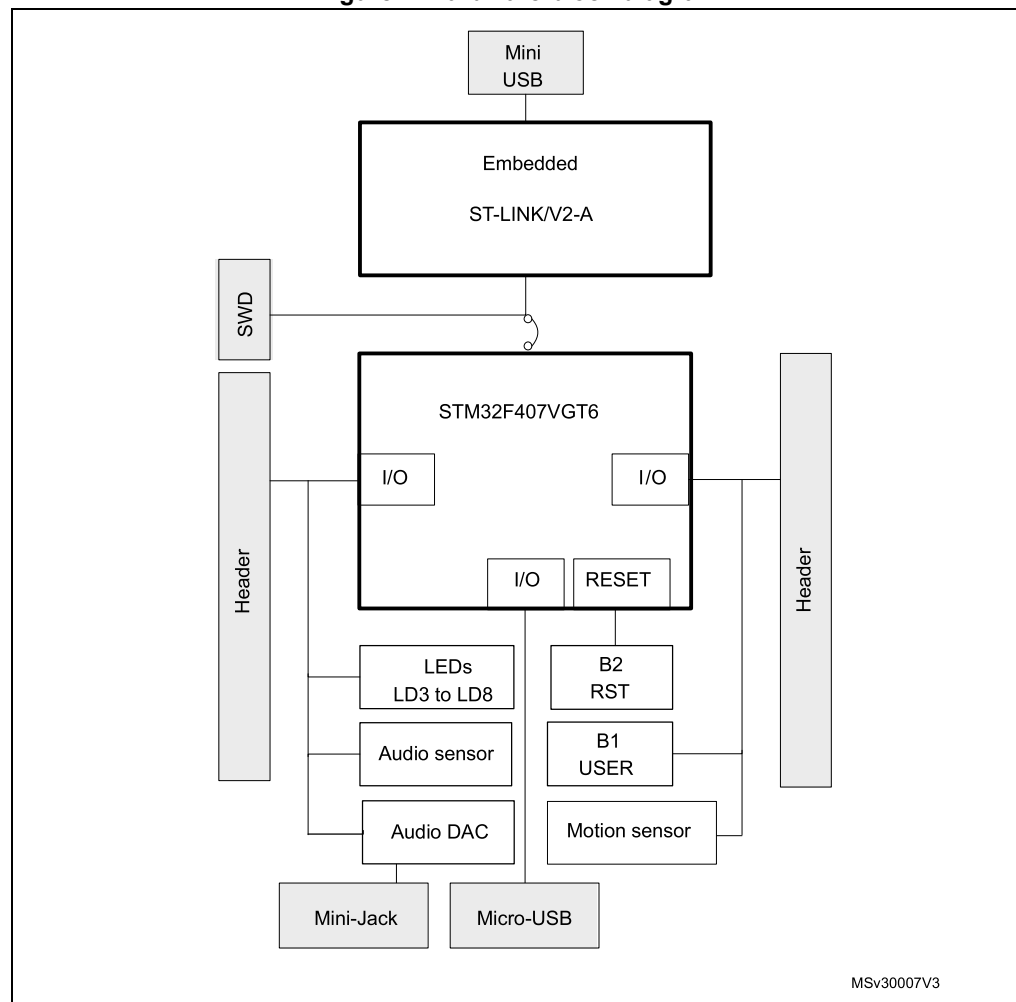 Mini
USB
Embedded
ST-LINK/V2-A
SWD
STM32F407VGT6
I/O
I/O
Header
Header
I/O
RESET
LEDs
LD3 to LD8
B2
RST
Audio sensor
B1
USER
Audio DAC
Motion sensor
Mini-Jack
Micro-USB
MSv30007V3